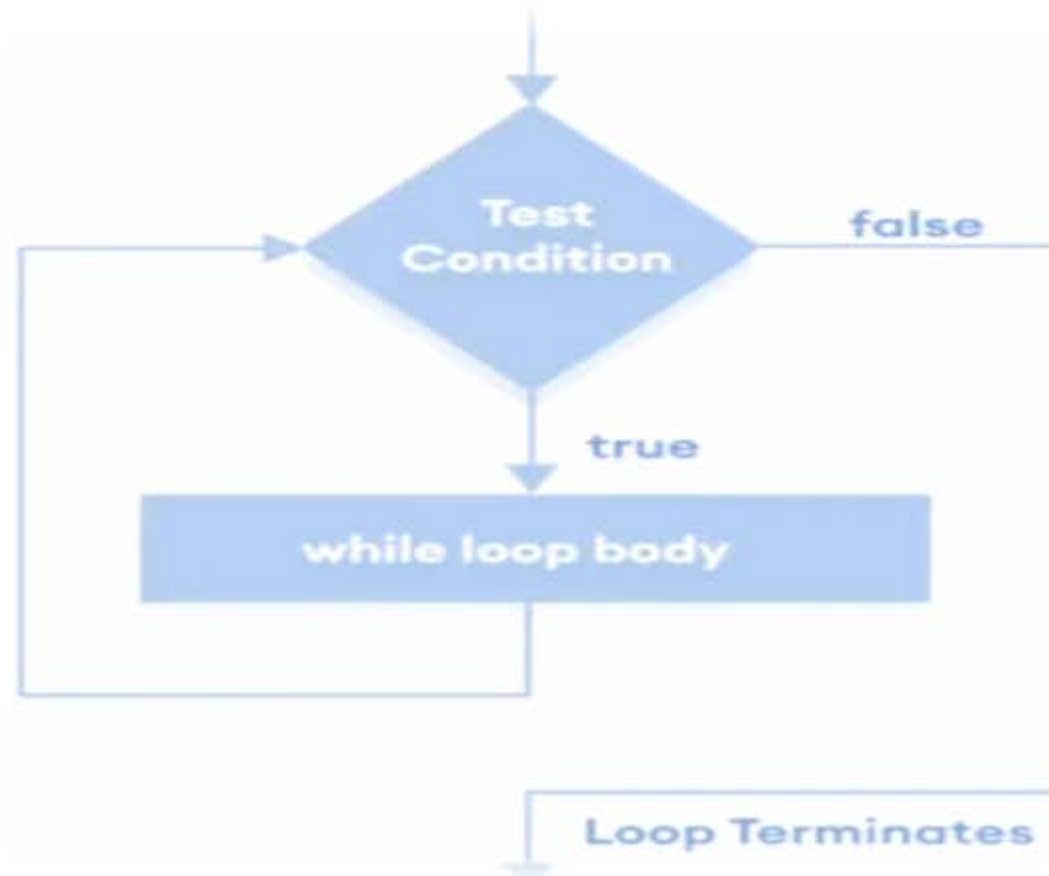 Test
Condition
false
true
while loop body
Loop Terminates